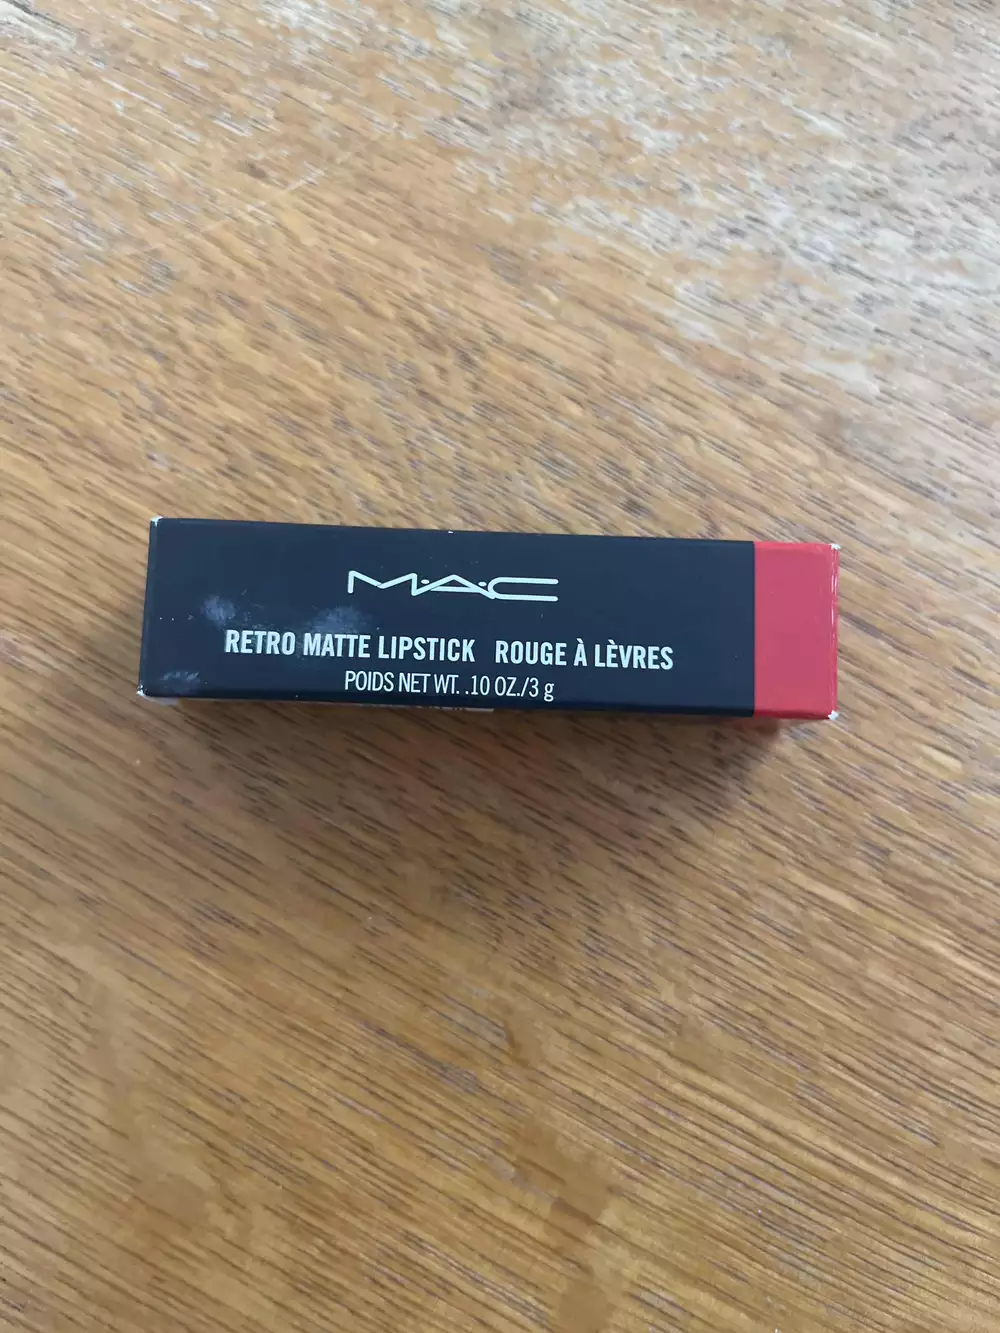 M·A·C
RETRO MATTE LIPSTICK ROUGE À LÈVRES
POIDS NET WT. .10 OZ./3 g